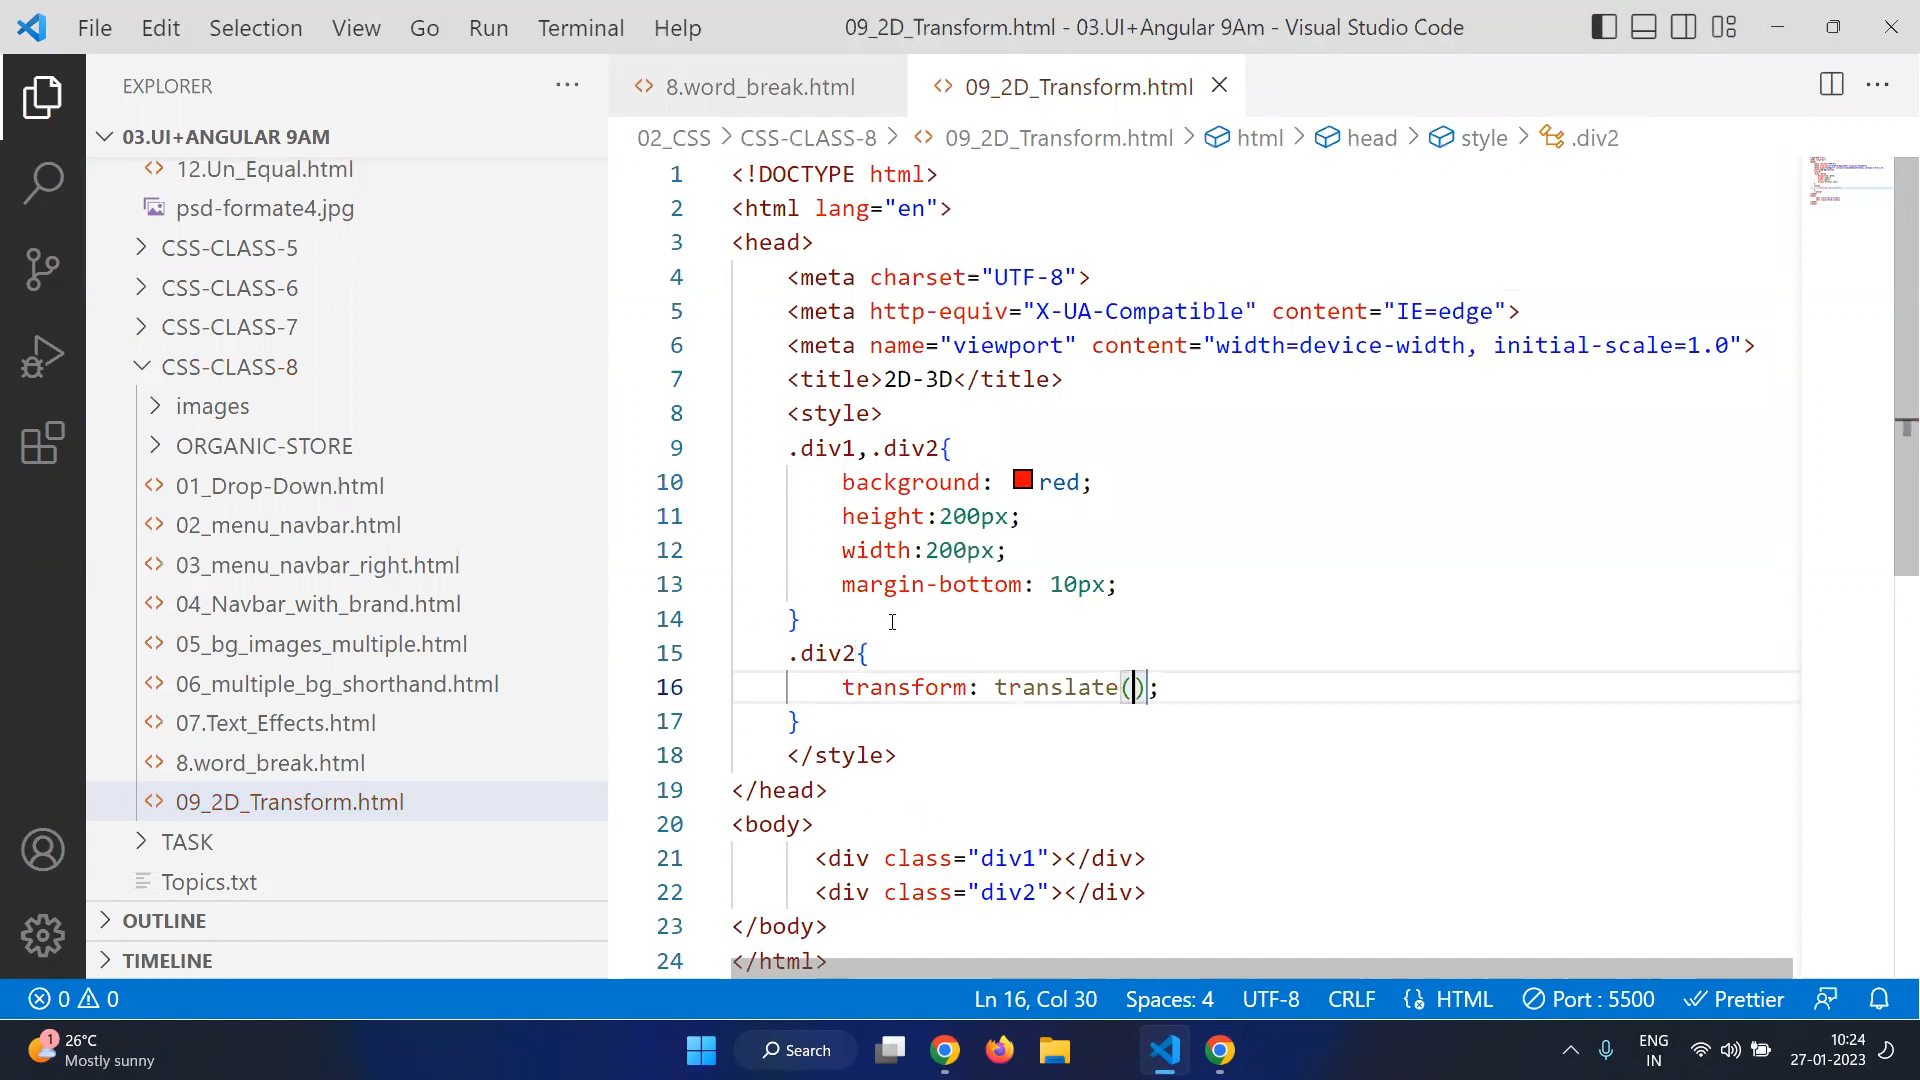 File Edit Selection View Go Run Terminal Help 09_2D_Transform.html - 03.UI+Angular 9Am - Visual Studio Code
EXPLORER
8.word_break.html
09_2D_Transform.html
03.UI+ANGULAR 9AM
02_CSS > CSS-CLASS-8 > 09_2D_Transform.html > html > head > style > .div2
12.Un_Equal.html
psd-formate4.jpg
CSS-CLASS-5
CSS-CLASS-6
CSS-CLASS-7
CSS-CLASS-8
images
ORGANIC-STORE
01_Drop-Down.html
02_menu_navbar.html
03_menu_navbar_right.html
04_Navbar_with_brand.html
05_bg_images_multiple.html
06_multiple_bg_shorthand.html
07.Text_Effects.html
8.word_break.html
09_2D_Transform.html
TASK
Topics.txt
OUTLINE
TIMELINE
1 <!DOCTYPE html>
2 <html lang="en">
3 <head>
4 <meta charset="UTF-8">
5 <meta http-equiv="X-UA-Compatible" content="IE=edge">
6 <meta name="viewport" content="width=device-width, initial-scale=1.0">
7 <title>2D-3D</title>
8 <style>
9 .div1,.div2{
10 background: red;
11 height:200px;
12 width:200px;
13 margin-bottom: 10px;
14 }
15 .div2{
16 transform: translate();
17 }
18 </style>
19 </head>
20 <body>
21 <div class="div1"></div>
22 <div class="div2"></div>
23 </body>
24 </html>
0 0 Ln 16, Col 30 Spaces: 4 UTF-8 CRLF HTML Port : 5500 Prettier
1
26°C
Mostly sunny
Search
ENG
IN
10:24
27-01-2023